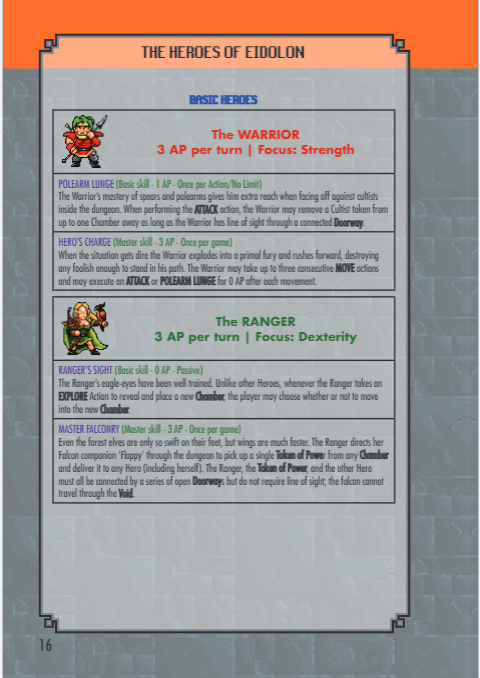 THE HEROES OF EIDOLON
BASIC HEROES
The WARRIOR
3 AP per turn | Focus: Strength
POLEARM LUNGE (Basic skill - 1 AP - Once per Action/No Limit)
The Warrior's mastery of spears and polearms gives him extra reach when facing off against cultists
inside the dungeon. When performing the ATTACK action, the Warrior may remove a Cultist token from
up to one Chamber away as long as the Warrior has line of sight through a connected Doorway.
HERO'S CHARGE (Master skill - 3 AP - Once per game)
When the situation gets dire the Warrior explodes into a primal fury and rushes forward, destroying
any foolish enough to stand in his path. The Warrior may take up to three consecutive MOVE actions
and may execute an ATTACK or POLEARM LUNGE for 0 AP after each movement.
The RANGER
3 AP per turn | Focus: Dexterity
RANGER'S SIGHT (Basic skill - 0 AP - Passive)
The Ranger's eagle-eyes have been well trained. Unlike other Heroes, whenever the Ranger takes an
EXPLORE Action to reveal and place a new Chamber, the player may choose whether or not to move
into the new Chamber.
MASTER FALCONRY (Master skill - 3 AP - Once per game)
Even the forest elves are only so swift on their feet, but wings are much faster. The Ranger directs her
Falcon companion 'Flappy' through the dungeon to pick up a single Token of Power from any Chamber
and deliver it to any Hero (including herself). The Ranger, the Token of Power, and the other Hero
must all be connected by a series of open Doorways but do not require line of sight; the falcon cannot
travel through the Void.
16